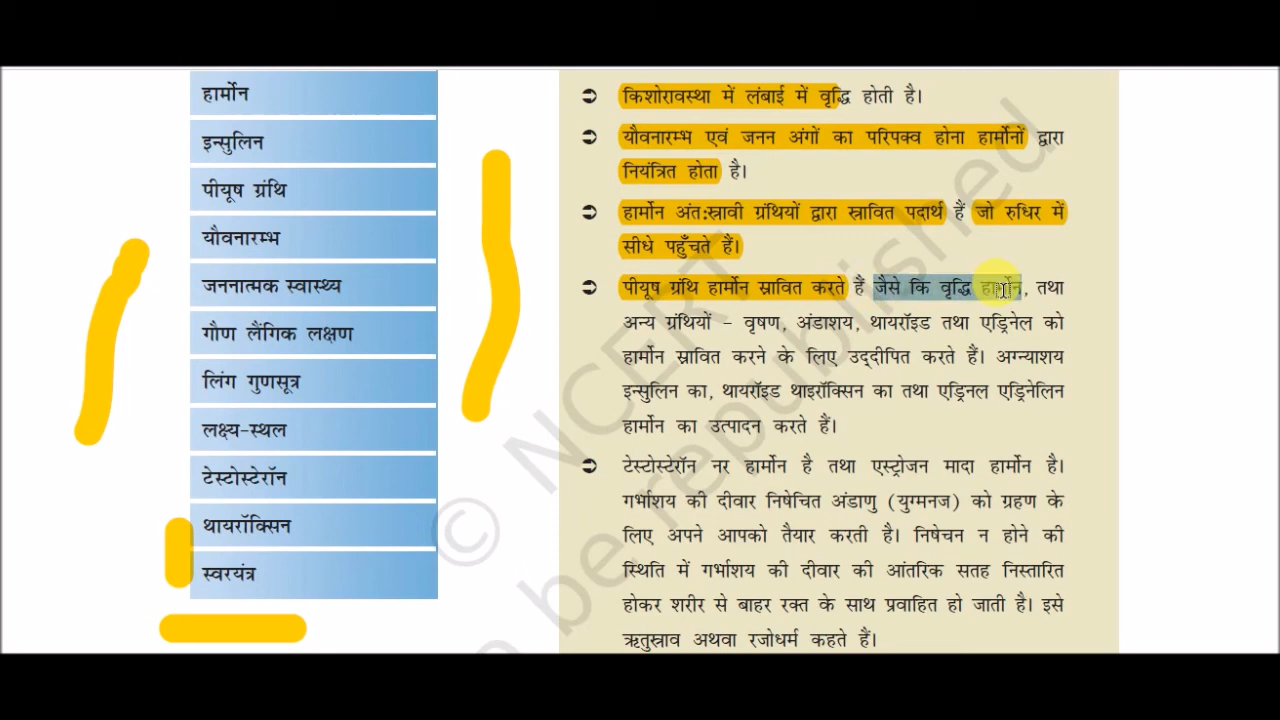 हार्मोन
इन्सुलिन
पीयूष ग्रंथि
यौवनारम्भ
जननात्मक स्वास्थ्य
गौण लैंगिक लक्षण
लिंग गुणसूत्र
लक्ष्य-स्थल
टेस्टोस्टेरॉन
थायरॉक्सिन
स्वरयंत्र
किशोरावस्था में लंबाई में वृद्धि होती है।
यौवनारम्भ एवं जनन अंगों का परिपक्व होना हार्मोनों द्वारा
नियंत्रित होता है।
हार्मोन अंत:स्रावी ग्रंथियों द्वारा स्रावित पदार्थ हैं जो रुधिर में
सीधे पहुँचते हैं।
पीयूष ग्रंथि हार्मोन स्रावित करते हैं जैसे कि वृद्धि हार्मोन, तथा
अन्य ग्रंथियों – वृषण, अंडाशय, थायरॉइड तथा एड्रिनेल को
हार्मोन स्रावित करने के लिए उद्दीपित करते हैं। अग्न्याशय
इन्सुलिन का, थायरॉइड थाइरॉक्सिन का तथा एड्रिनल एड्रिनेलिन
हार्मोन का उत्पादन करते हैं।
टेस्टोस्टेरॉन नर हार्मोन है तथा एस्ट्रोजन मादा हार्मोन है।
गर्भाशय की दीवार निषेचित अंडाणु (युग्मनज) को ग्रहण के
लिए अपने आपको तैयार करती है। निषेचन न होने की
स्थिति में गर्भाशय की दीवार की आंतरिक सतह निस्तारित
होकर शरीर से बाहर रक्त के साथ प्रवाहित हो जाती है। इसे
ऋतुस्राव अथवा रजोधर्म कहते हैं।
© NCERT
be republished